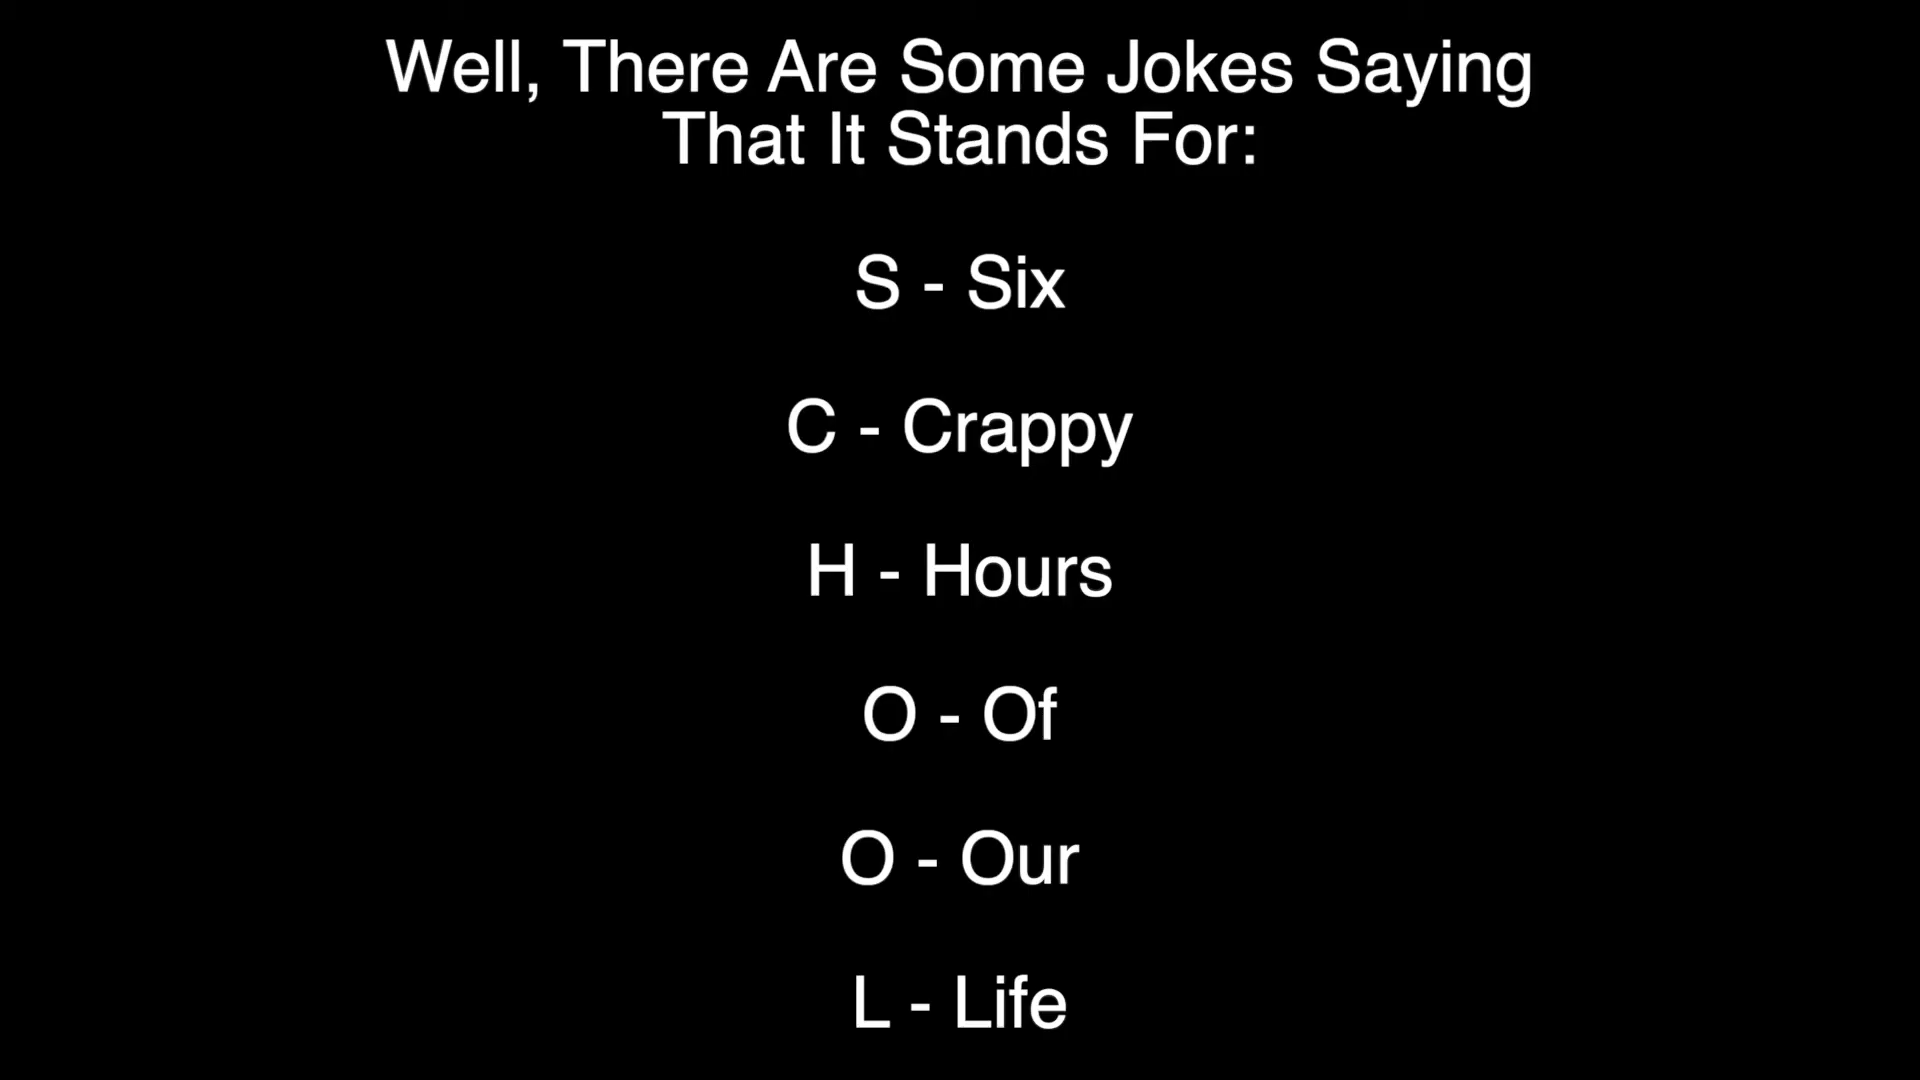 Well, There Are Some Jokes Saying
That It Stands For:
S - Six
C - Crappy
H - Hours
O - Of
O - Our
L - Life